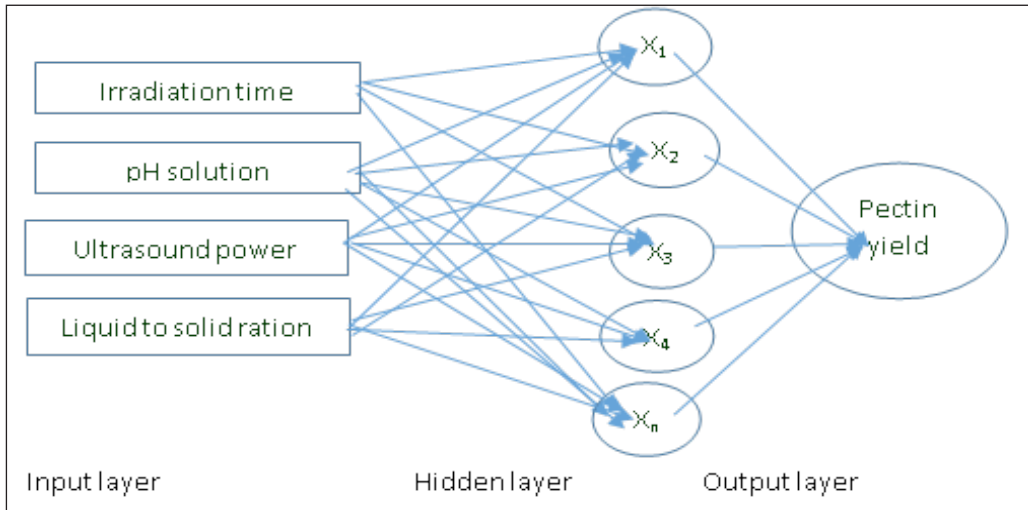 Irradiation time
pH solution
Ultrasound power
Liquid to solid ration
X₁
X₂
X₃
X₄
Xₙ
Pectin
yield
Input layer
Hidden layer
Output layer